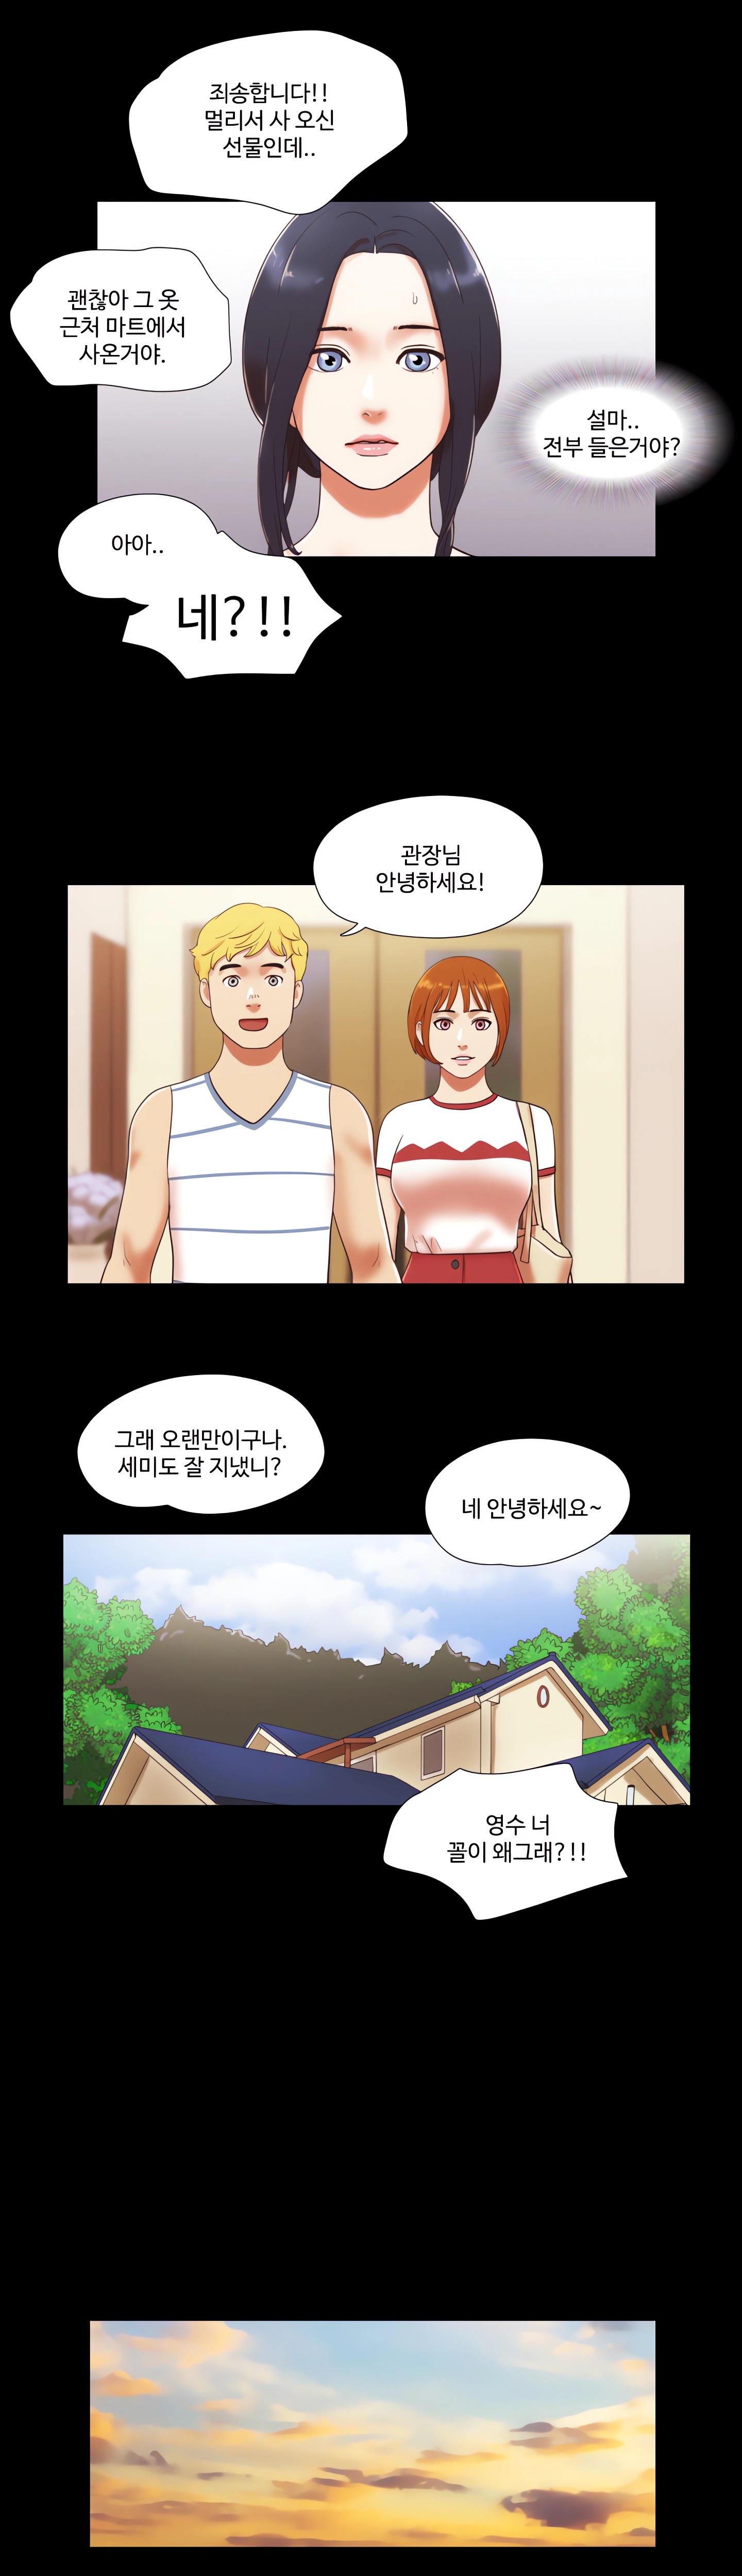 죄송합니다!!
멀리서 사 오신
선물인데..
괜찮아 그 옷
근처 마트에서
사온거야.
설마..
전부 들은거야?
아아..
네?!!
관장님
안녕하세요!
그래 오랜만이구나.
세미도 잘 지냈니?
네 안녕하세요~
영수 너
꼴이 왜그래?!!